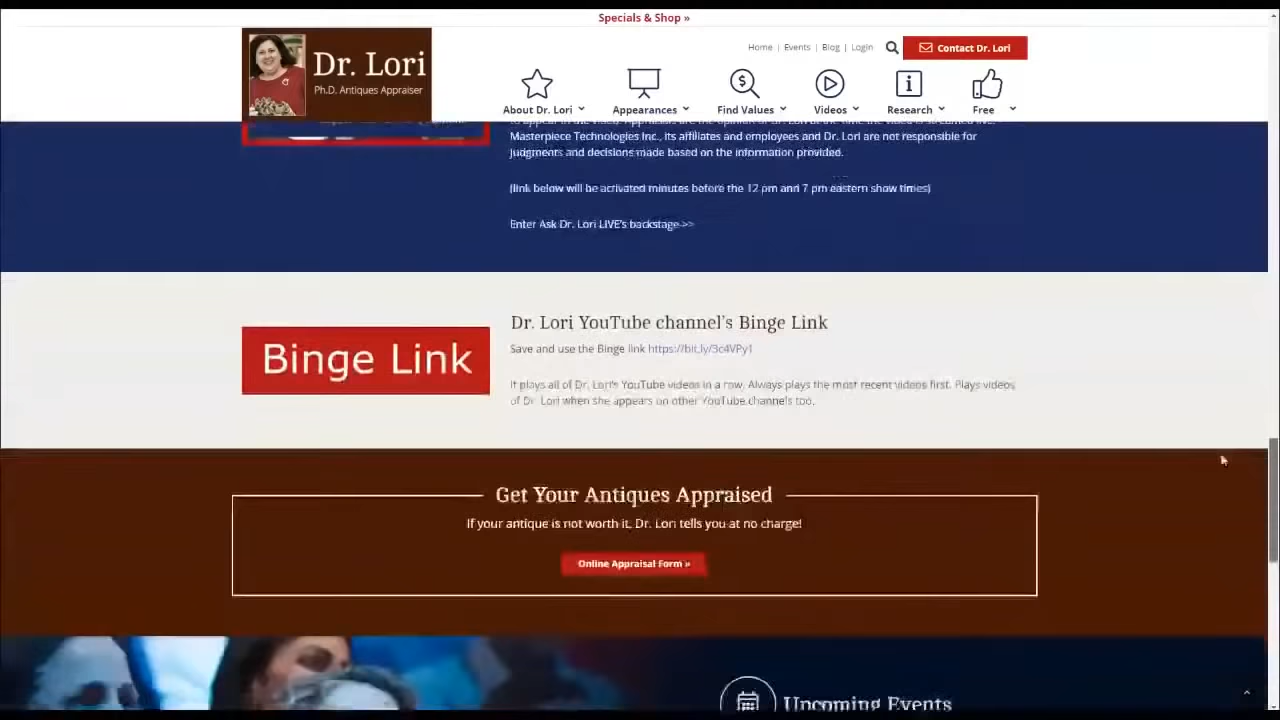 Specials & Shop »
Dr. Lori
Ph.D. Antiques Appraiser
Home | Events | Blog | Login
Contact Dr. Lori
About Dr. Lori
Appearances
Find Values
Videos
Research
Free
Masterpiece Technologies Inc., its affiliates and employees and Dr. Lori are not responsible for
judgments and decisions made based on the information provided.
(link below will be activated minutes before the 12 pm and 7 pm eastern show times)
Enter Ask Dr. Lori LIVE's backstage >>
Binge Link
Dr. Lori YouTube channel's Binge Link
Save and use the Binge link https://bit.ly/3c4VPy1
It plays all of Dr. Lori's YouTube videos in a row. Always plays the most recent videos first. Plays videos
of Dr. Lori when she appears on other YouTube channels too.
Get Your Antiques Appraised
If your antique is not worth it, Dr. Lori tells you at no charge!
Online Appraisal Form »
Upcoming Events